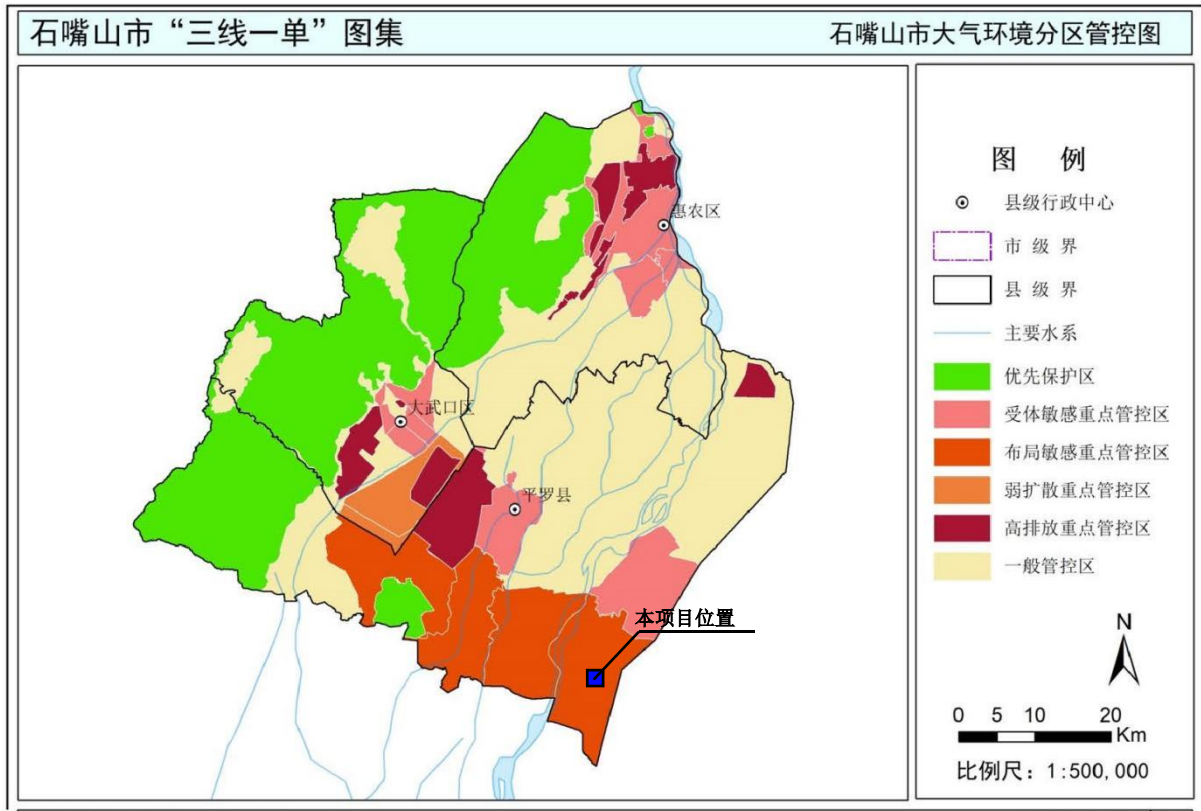 石嘴山市“三线一单”图集
石嘴山市大气环境分区管控图
惠农区
大武口区
平罗县
本项目位置
图 例
县级行政中心
市 级 界
县 级 界
主要水系
优先保护区
受体敏感重点管控区
布局敏感重点管控区
弱扩散重点管控区
高排放重点管控区
一般管控区
N
0 5 10 20
Km
比例尺：1:500,000